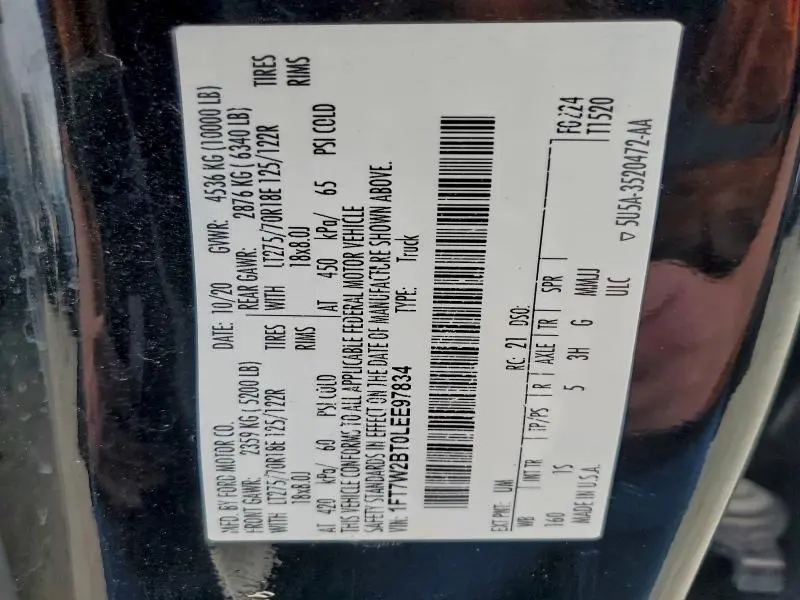 MFD. BY FORD MOTOR CO.
DATE: 10/20 GVWR: 4536 KG (10000 LB)
FRONT GAWR: 2359 KG (5200 LB) REAR GAWR: 2876 KG (6340 LB)
WITH LT275/70R18E 125/122R TIRES WITH LT275/70R18E 125/122R TIRES
18x8.0J RIMS 18x8.0J RIMS
AT 420 kPa/ 60 PSI COLD AT 450 kPa/ 65 PSI COLD
THIS VEHICLE CONFORMS TO ALL APPLICABLE FEDERAL MOTOR VEHICLE
SAFETY STANDARDS IN EFFECT ON THE DATE OF MANUFACTURE SHOWN ABOVE.
VIN: 1FT7W2BT0LEE97834 TYPE: Truck
EXT PNT: UM RC: 21 DSO: FG224
WB INT TR TP/PS R AXLE TR SPR T1520
160 1S 5 3H G MMUJ
MADE IN U.S.A. ULC
▽ 5U5A-3520472-AA